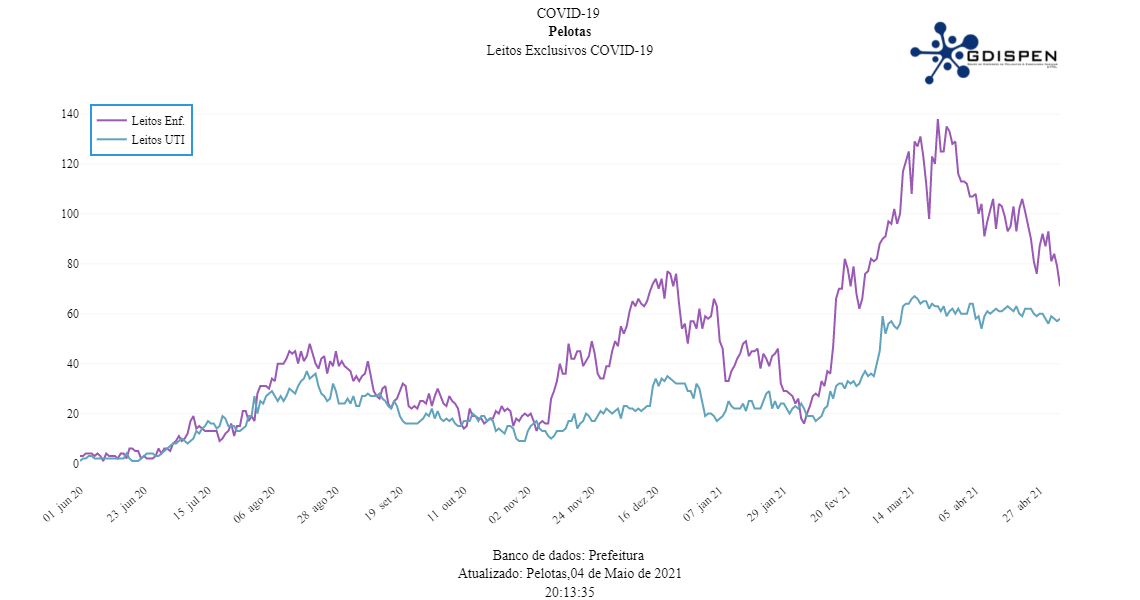 COVID-19
Pelotas
Leitos Exclusivos COVID-19
GDISPEN
Leitos Enf.
Leitos UTI
140
120
100
80
60
40
20
0
01 jun 20
23 jun 20
15 jul 20
06 ago 20
28 ago 20
19 set 20
11 out 20
02 nov 20
24 nov 20
16 dez 20
07 jan 21
29 jan 21
20 fev 21
14 mar 21
05 abr 21
27 abr 21
Banco de dados: Prefeitura
Atualizado: Pelotas,04 de Maio de 2021
20:13:35